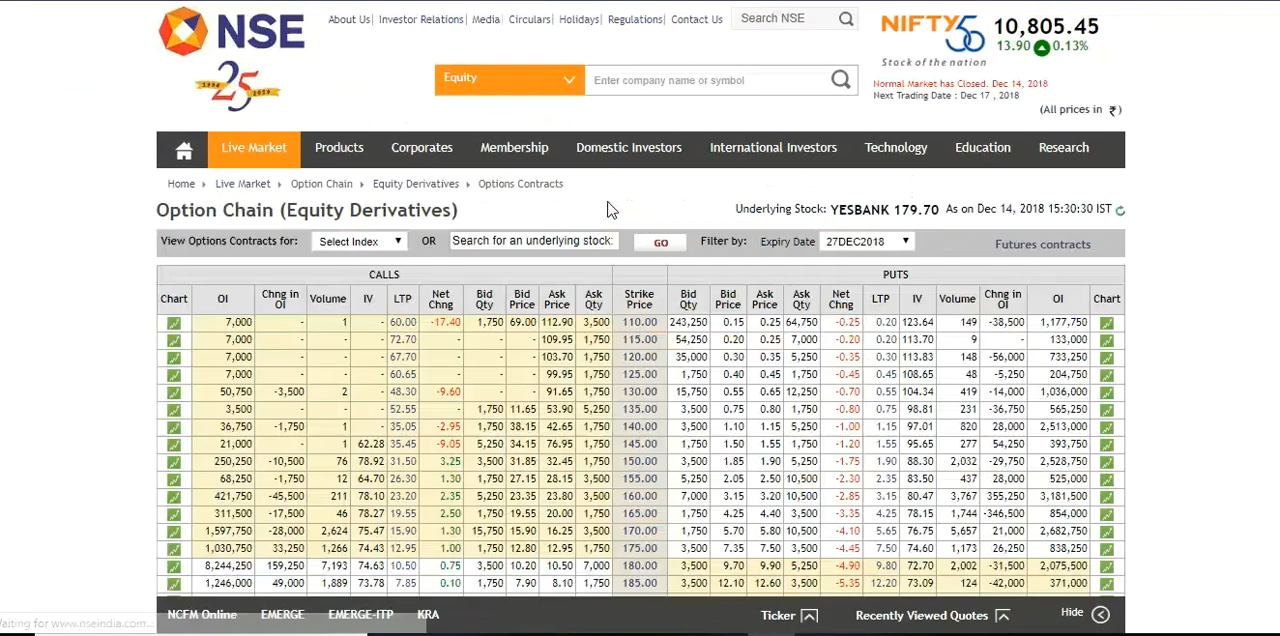 NSE
1994 25 2019
About Us| Investor Relations| Media| Circulars| Holidays| Regulations| Contact Us
Search NSE
Equity
Enter company name or symbol
NIFTY50
Stock of the nation
10,805.45
13.90 0.13%
Normal Market has Closed. Dec 14, 2018
Next Trading Date : Dec 17 , 2018
(All prices in ₹)
Live Market Products Corporates Membership Domestic Investors International Investors Technology Education Research
Home Live Market Option Chain Equity Derivatives Options Contracts
Option Chain (Equity Derivatives)
Underlying Stock: YESBANK 179.70 As on Dec 14, 2018 15:30:30 IST
View Options Contracts for: Select Index OR Search for an underlying stock: GO Filter by: Expiry Date 27DEC2018 Futures contracts
CALLS PUTS
Chart OI Chng in OI Volume IV LTP Net Chng Bid Qty Bid Price Ask Price Ask Qty Strike Price Bid Qty Bid Price Ask Price Ask Qty Net Chng LTP IV Volume Chng in OI OI Chart
7,000 - 1 - 60.00 -17.40 1,750 69.00 112.90 3,500 110.00 243,250 0.15 0.25 64,750 -0.25 0.20 123.64 149 -38,500 1,177,750
7,000 - - - 72.70 - - - 109.95 1,750 115.00 54,250 0.20 0.25 7,000 -0.20 0.20 113.70 9 - 133,000
7,000 - - - 67.70 - - - 103.70 1,750 120.00 35,000 0.30 0.35 5,250 -0.35 0.30 113.83 148 -56,000 733,250
7,000 - - - 60.65 - - - 99.95 1,750 125.00 1,750 0.40 0.45 1,750 -0.45 0.45 108.65 48 -5,250 204,750
50,750 -3,500 2 - 48.30 -9.60 - - 91.65 1,750 130.00 15,750 0.55 0.65 12,250 -0.70 0.55 104.34 419 -14,000 1,036,000
3,500 - - - 52.55 - 1,750 11.65 53.90 5,250 135.00 3,500 0.75 0.80 1,750 -0.80 0.75 98.81 231 -36,750 565,250
36,750 -1,750 1 - 35.05 -2.95 1,750 38.15 42.65 1,750 140.00 3,500 1.10 1.15 5,250 -1.00 1.15 97.01 820 28,000 2,513,000
21,000 - 1 62.28 35.45 -9.05 5,250 34.15 76.95 1,750 145.00 1,750 1.50 1.55 1,750 -1.20 1.55 95.65 277 54,250 393,750
250,250 -10,500 76 78.92 31.50 3.25 3,500 31.85 32.45 1,750 150.00 3,500 1.85 1.90 5,250 -1.75 1.90 88.30 2,032 -29,750 2,528,750
68,250 -1,750 12 64.70 26.30 1.30 1,750 27.15 28.15 3,500 155.00 5,250 2.05 2.50 10,500 -2.30 2.35 83.50 437 28,000 525,000
421,750 -45,500 211 78.10 23.20 2.35 5,250 23.35 23.80 3,500 160.00 7,000 3.15 3.20 10,500 -2.85 3.15 80.47 3,767 355,250 3,181,500
311,500 -17,500 46 78.27 19.55 2.50 1,750 19.55 20.00 1,750 165.00 1,750 4.25 4.40 3,500 -3.35 4.25 78.15 1,744 -346,500 854,000
1,597,750 -28,000 2,624 75.47 15.90 1.30 15,750 15.90 16.25 3,500 170.00 1,750 5.70 5.80 10,500 -4.10 5.65 76.75 5,657 21,000 2,682,750
1,030,750 33,250 1,266 74.43 12.95 1.00 1,750 12.80 12.95 1,750 175.00 3,500 7.35 7.50 3,500 -4.45 7.50 74.60 1,173 26,250 838,250
8,244,250 159,250 7,193 74.63 10.50 0.75 3,500 10.20 10.50 7,000 180.00 3,500 9.70 9.90 5,250 -4.90 9.80 72.70 2,002 -31,500 2,075,500
1,246,000 49,000 1,889 73.78 7.85 0.10 1,750 7.90 8.10 1,750 185.00 3,500 12.10 12.60 3,500 -5.35 12.20 73.09 124 -42,000 371,000
NCFM Online EMERGE EMERGE-ITP KRA Ticker Recently Viewed Quotes Hide
aiting for www.nseindia.com...